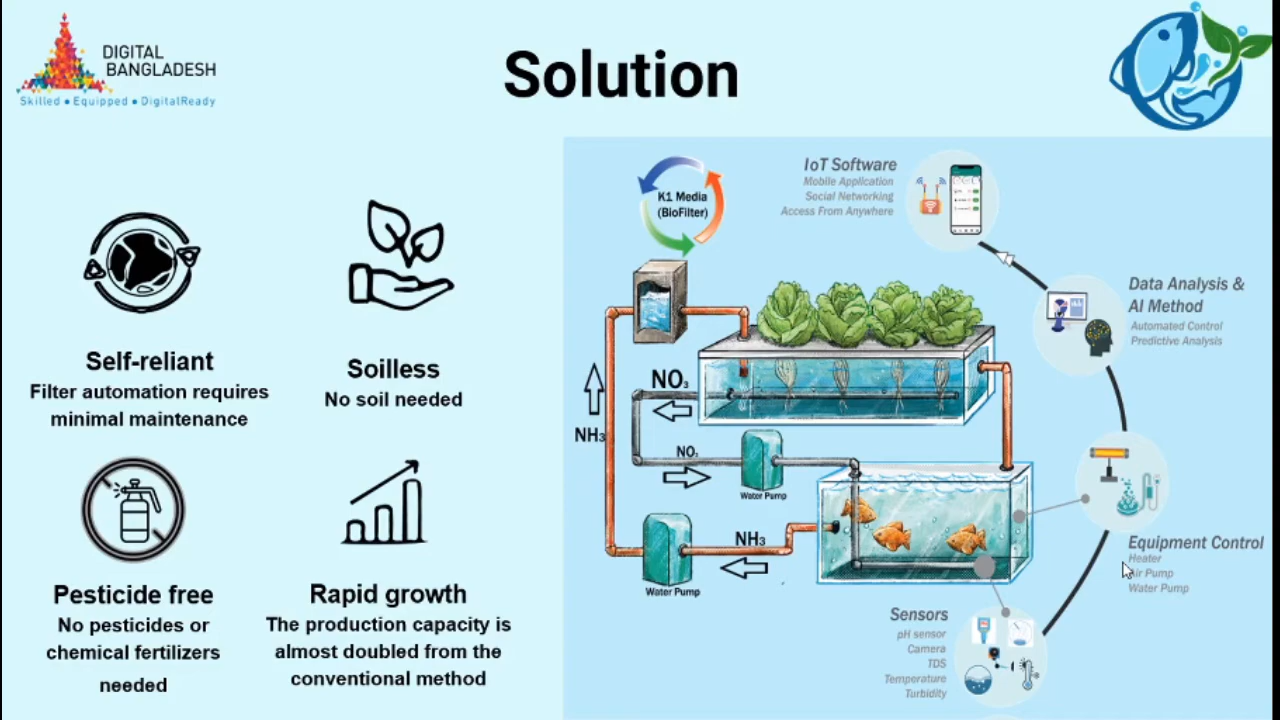 DIGITAL
BANGLADESH
Skilled • Equipped • DigitalReady
Solution
Self-reliant
Filter automation requires
minimal maintenance
Soilless
No soil needed
Pesticide free
No pesticides or
chemical fertilizers
needed
Rapid growth
The production capacity is
almost doubled from the
conventional method
K1 Media
(BioFilter)
IoT Software
Mobile Application
Social Networking
Access From Anywhere
Data Analysis &
AI Method
Automated Control
Predictive Analysis
NO₃
NH₃
NO₂
Water Pump
NH₃
Water Pump
Equipment Control
Heater
Air Pump
Water Pump
Sensors
pH sensor
Camera
TDS
Temperature
Turbidity